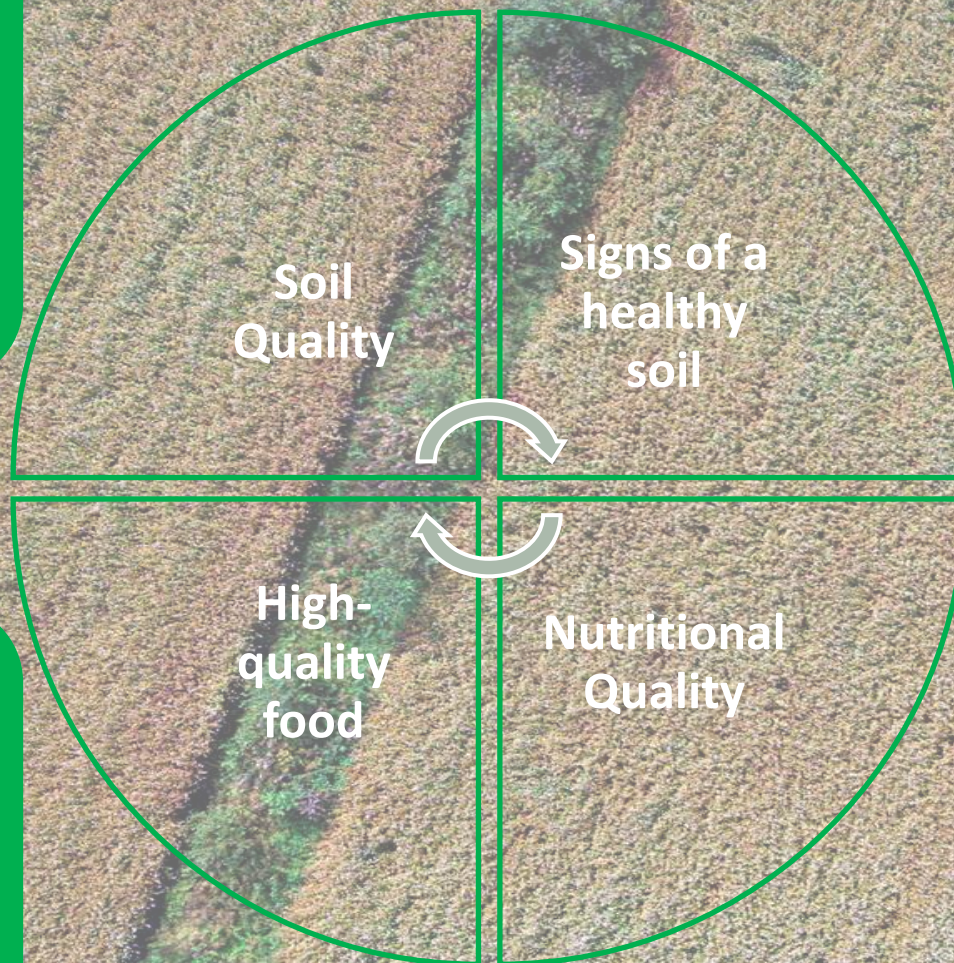 Soil
Quality
Signs of a
healthy
soil
High-
quality
food
Nutritional
Quality